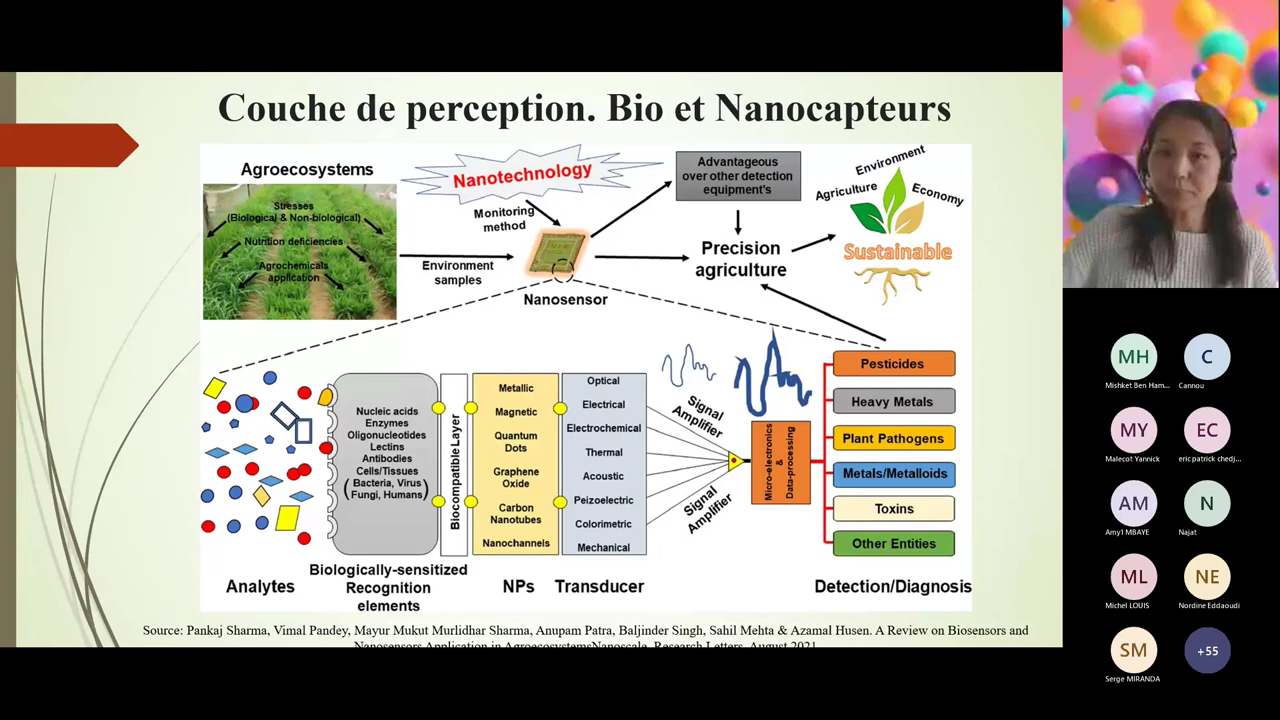 Couche de perception. Bio et Nanocapteurs
Agroecosystems
Stresses
(Biological & Non-biological)
Nutrition deficiencies
Agrochemicals
application
Nanotechnology
Monitoring
method
Environment
samples
Nanosensor
Advantageous
over other detection
equipment's
Precision
agriculture
Environment
Agriculture
Economy
Sustainable
Nucleic acids
Enzymes
Oligonucleotides
Lectins
Antibodies
Cells/Tissues
(Bacteria, Virus
Fungi, Humans)
Biocompatible Layer
Metallic
Magnetic
Quantum
Dots
Graphene
Oxide
Carbon
Nanotubes
Nanochannels
Optical
Electrical
Electrochemical
Thermal
Acoustic
Peizoelectric
Colorimetric
Mechanical
Signal
Amplifier
Signal
Amplifier
Micro-electronics
&
Data-processing
Pesticides
Heavy Metals
Plant Pathogens
Metals/Metalloids
Toxins
Other Entities
Analytes
Biologically-sensitized
Recognition
elements
NPs
Transducer
Detection/Diagnosis
Source: Pankaj Sharma, Vimal Pandey, Mayur Mukut Murlidhar Sharma, Anupam Patra, Baljinder Singh, Sahil Mehta & Azamal Husen. A Review on Biosensors and
Nanosensors Application in AgroecosystemsNanoscale. Research Letters. August 2021
MH
Mishket Ben Ham...
C
Cannou
MY
Malecot Yannick
EC
eric patrick chedj...
AM
Amy1 MBAYE
N
Najat
ML
Michel LOUIS
NE
Nordine Eddaoudi
SM
Serge MIRANDA
+55